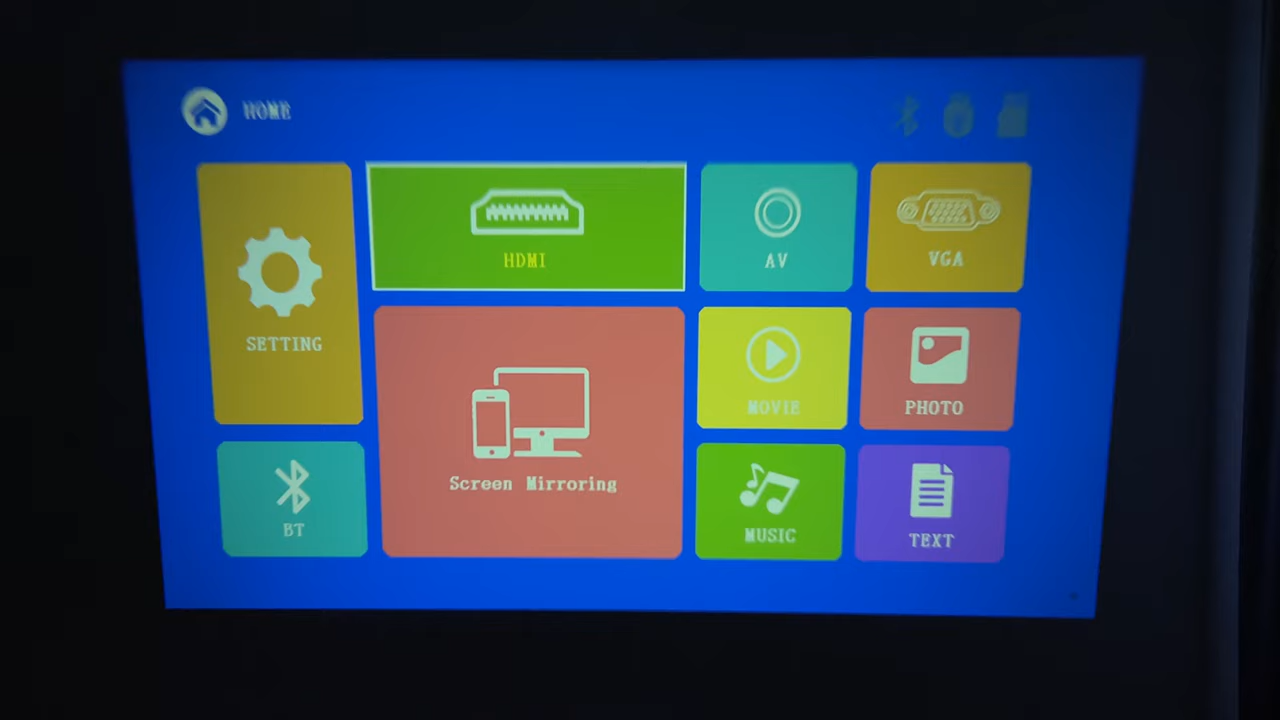 HOME
SETTING
HDMI
AV
VGA
Screen Mirroring
MOVIE
PHOTO
BT
MUSIC
TEXT